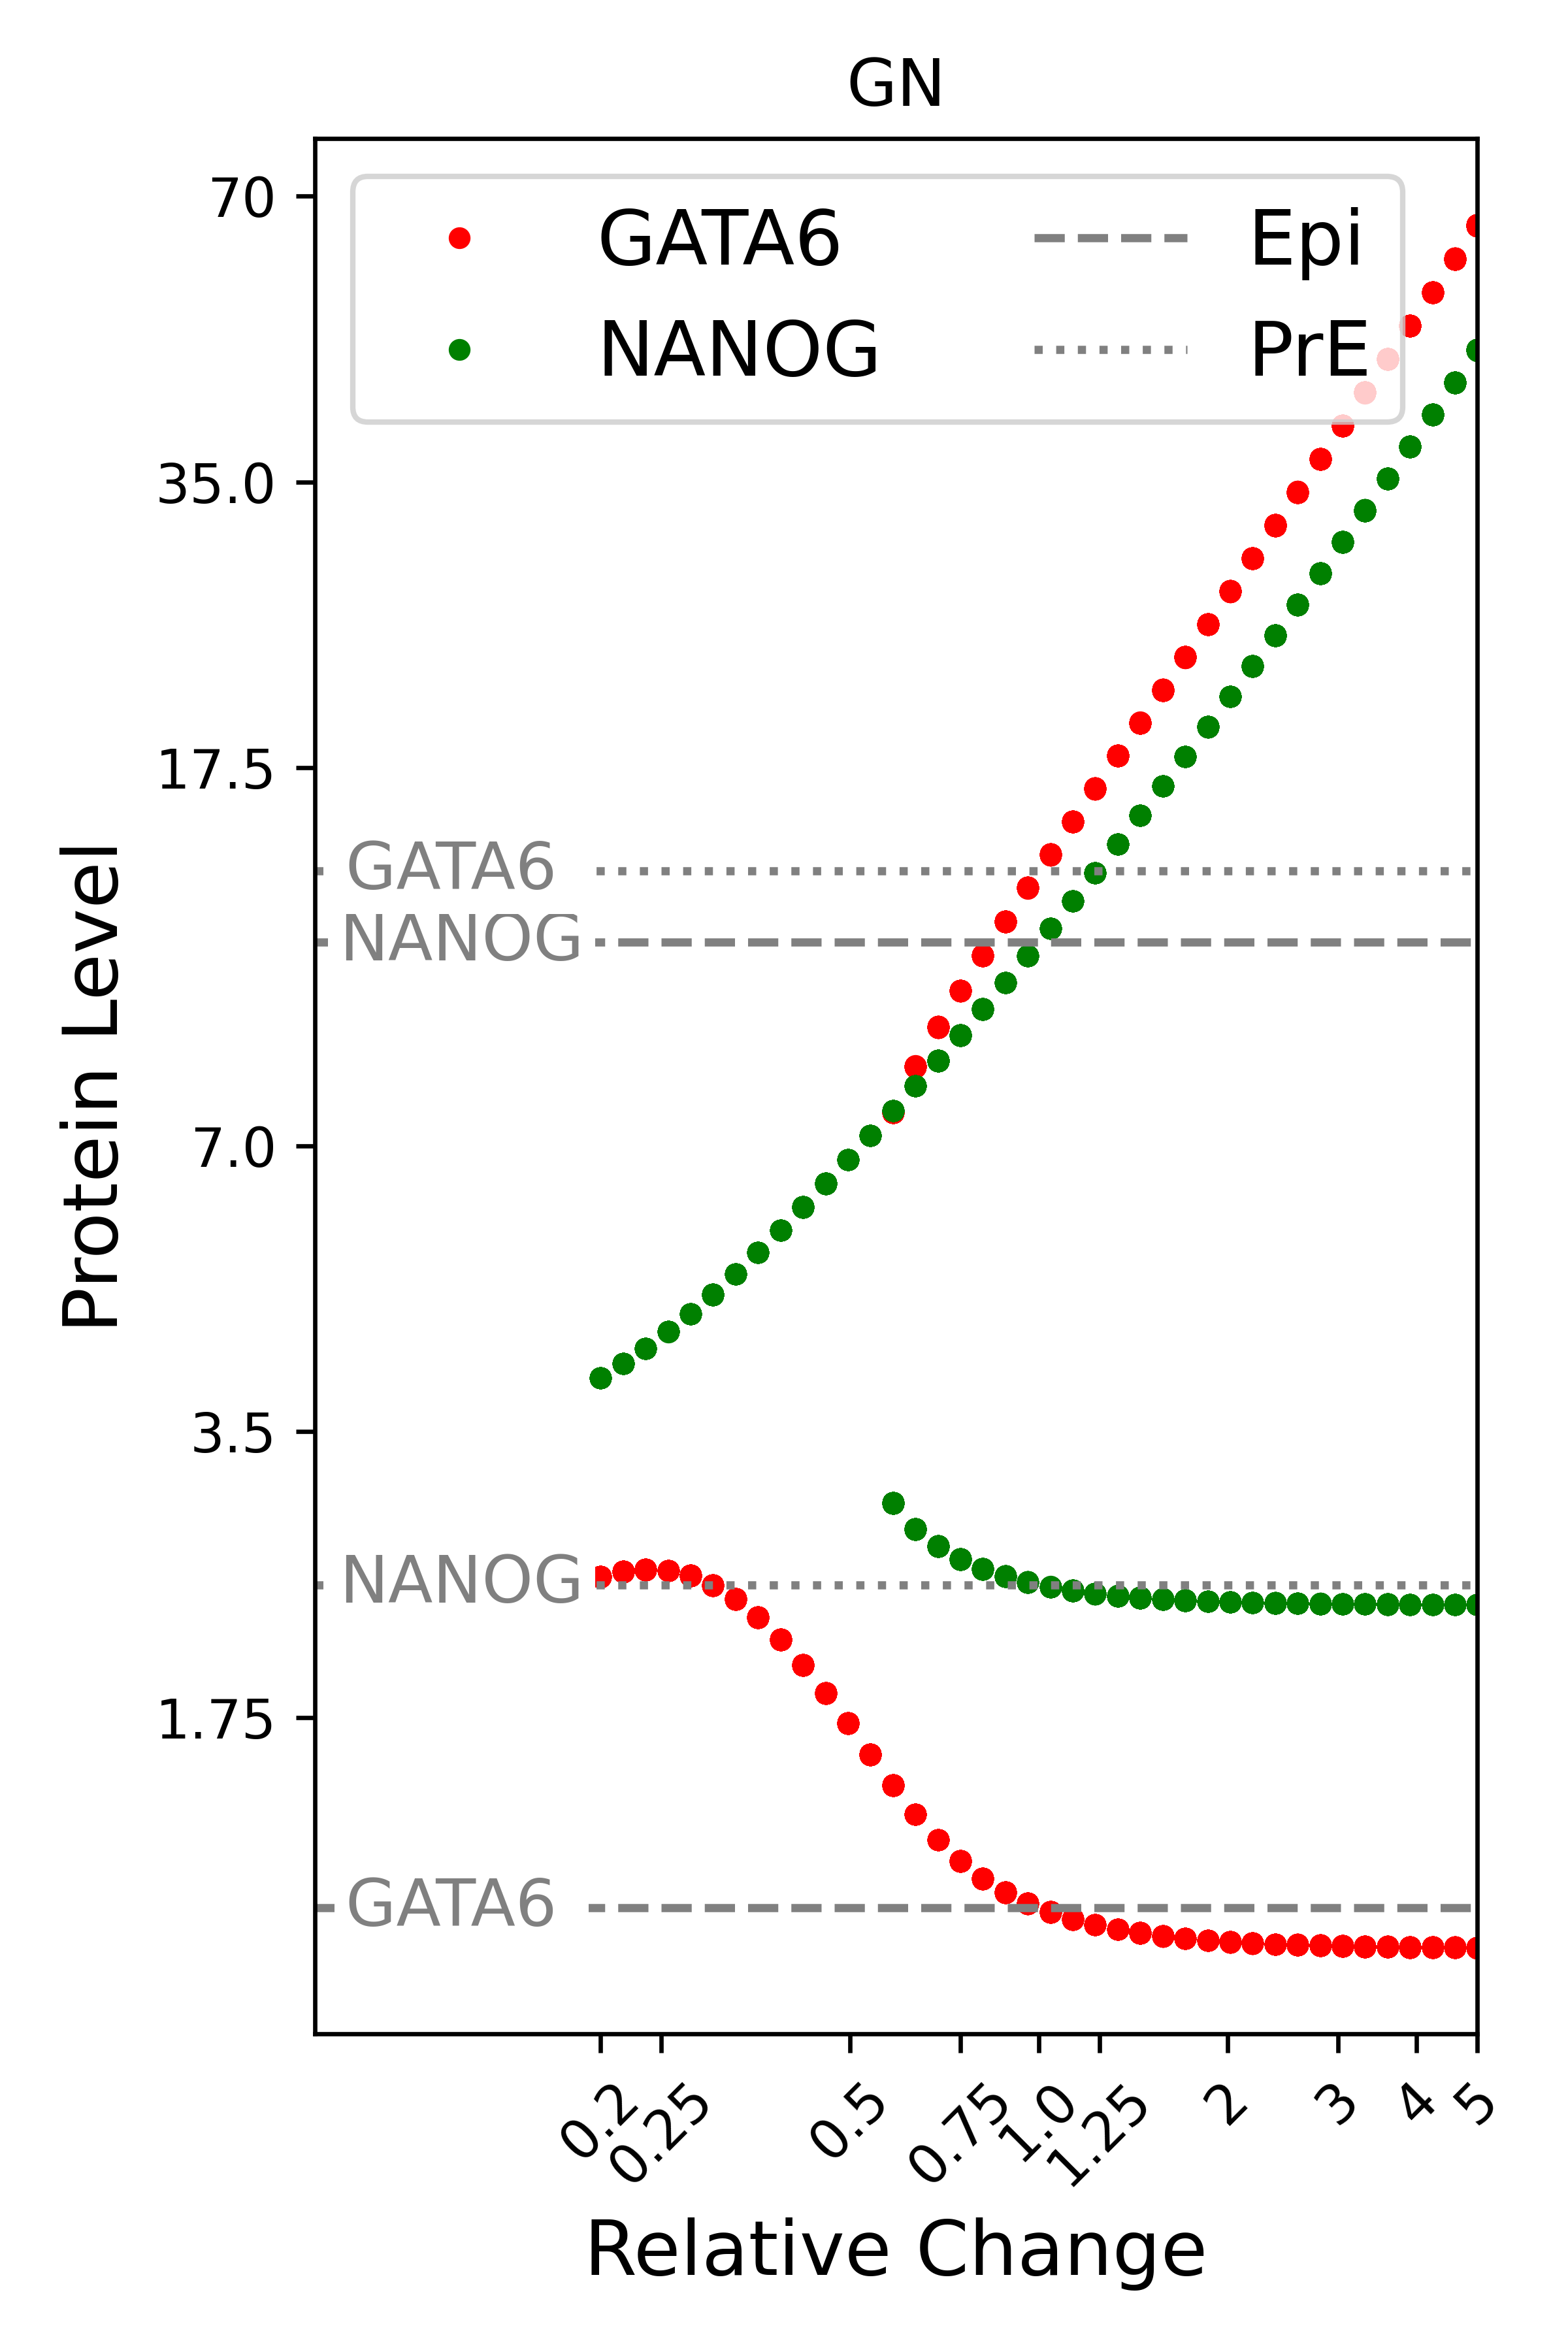 GN
GATA6
Epi
NANOG
PrE
70
35.0
17.5
7.0
3.5
1.75
Protein Level
GATA6
NANOG
NANOG
GATA6
0.2
0.25
0.5
0.75
1.0
1.25
2
3
4
5
Relative Change